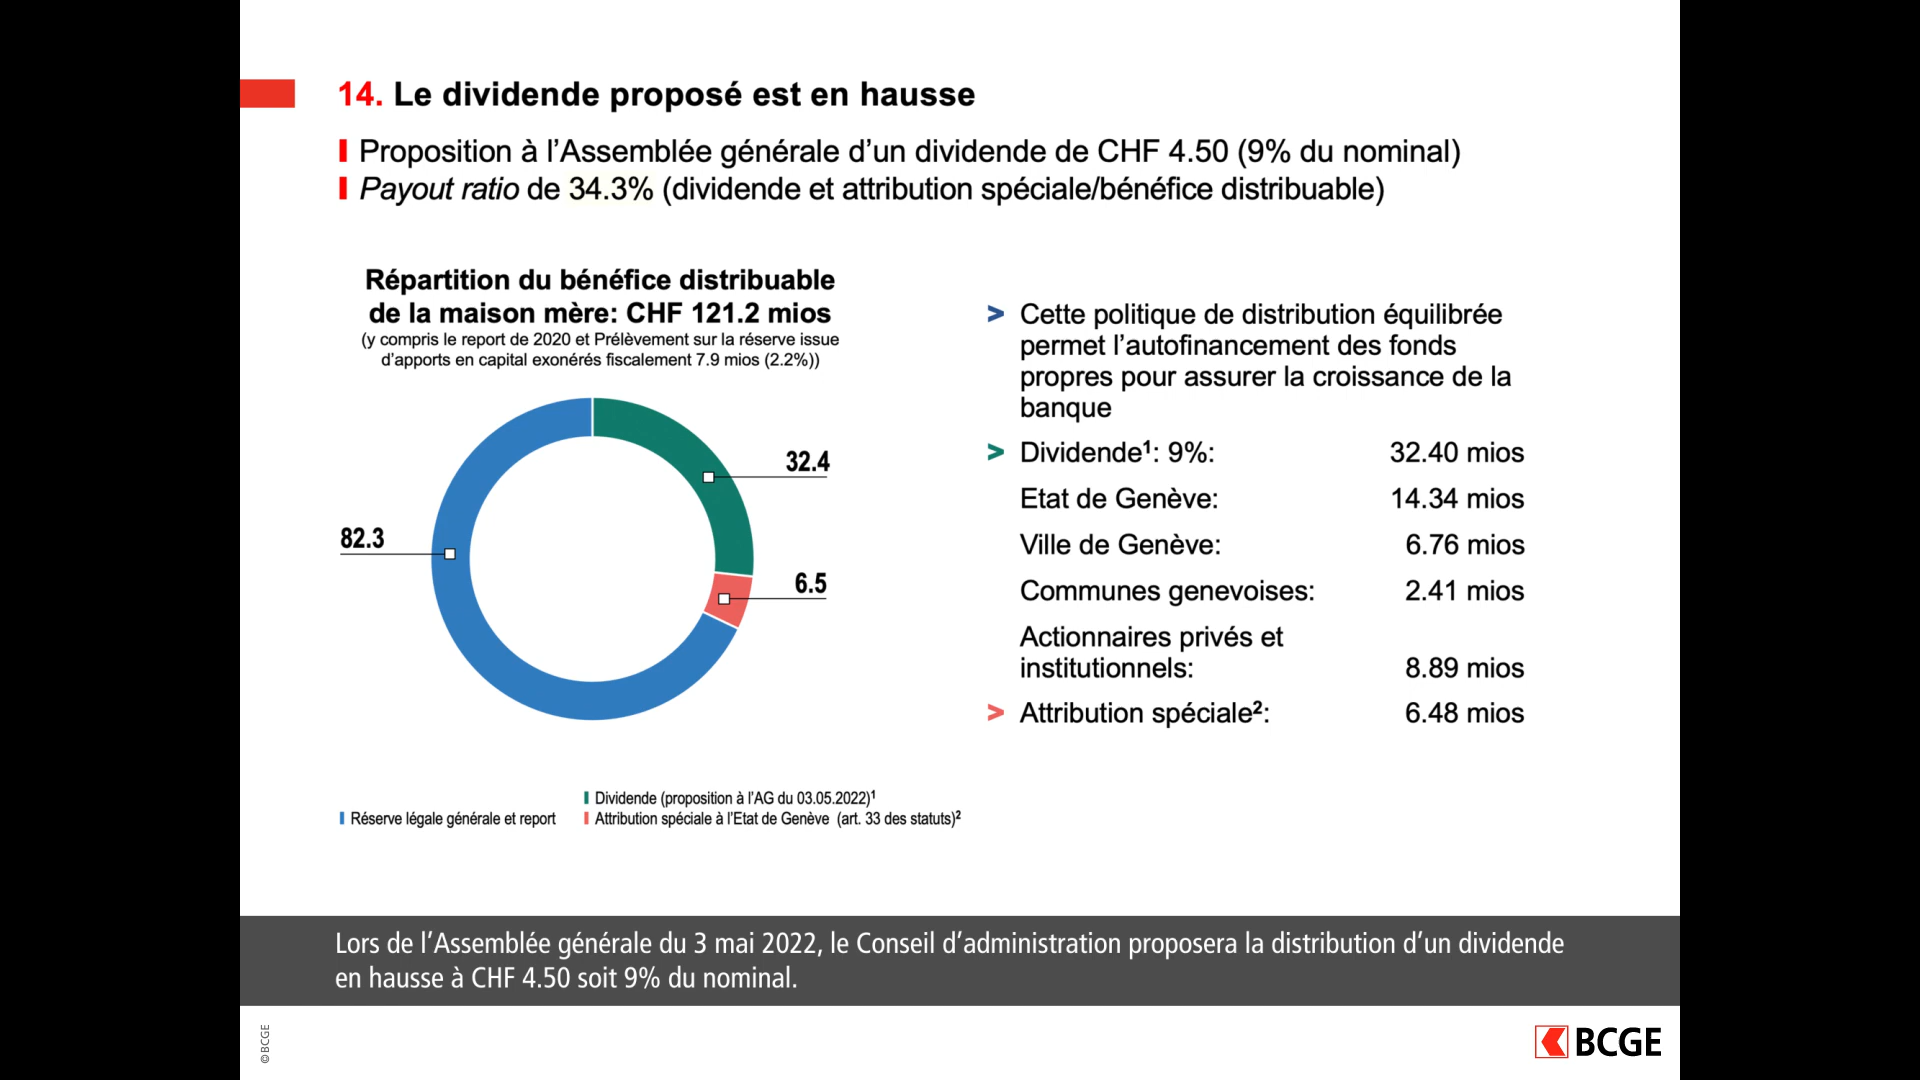 14. Le dividende proposé est en hausse
Proposition à l’Assemblée générale d’un dividende de CHF 4.50 (9% du nominal)
Payout ratio de 34.3% (dividende et attribution spéciale/bénéfice distribuable)
Répartition du bénéfice distribuable
de la maison mère: CHF 121.2 mios
(y compris le report de 2020 et Prélèvement sur la réserve issue
d’apports en capital exonérés fiscalement 7.9 mios (2.2%))
32.4
82.3
6.5
Réserve légale générale et report
Dividende (proposition à l’AG du 03.05.2022)¹
Attribution spéciale à l’Etat de Genève (art. 33 des statuts)²
> Cette politique de distribution équilibrée
permet l’autofinancement des fonds
propres pour assurer la croissance de la
banque
> Dividende¹: 9%: 32.40 mios
Etat de Genève: 14.34 mios
Ville de Genève: 6.76 mios
Communes genevoises: 2.41 mios
Actionnaires privés et
institutionnels: 8.89 mios
> Attribution spéciale²: 6.48 mios
Lors de l’Assemblée générale du 3 mai 2022, le Conseil d’administration proposera la distribution d’un dividende
en hausse à CHF 4.50 soit 9% du nominal.
©BCGE
BCGE